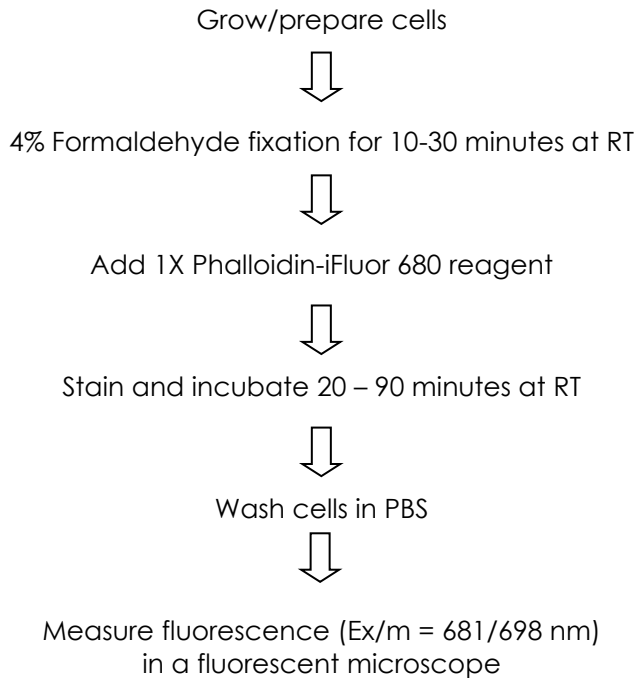 Grow/prepare cells
4% Formaldehyde fixation for 10-30 minutes at RT
Add 1X Phalloidin-iFluor 680 reagent
Stain and incubate 20 – 90 minutes at RT
Wash cells in PBS
Measure fluorescence (Ex/m = 681/698 nm)
in a fluorescent microscope